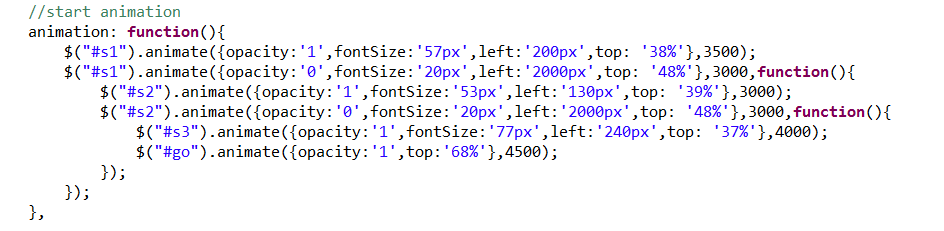 //start animation
animation: function(){
$("#s1").animate({opacity:'1',fontSize:'57px',left:'200px',top: '38%'},3500);
$("#s1").animate({opacity:'0',fontSize:'20px',left:'2000px',top: '48%'},3000,function(){
$("#s2").animate({opacity:'1',fontSize:'53px',left:'130px',top: '39%'},3000);
$("#s2").animate({opacity:'0',fontSize:'20px',left:'2000px',top: '48%'},3000,function(){
$("#s3").animate({opacity:'1',fontSize:'77px',left:'240px',top: '37%'},4000);
$("#go").animate({opacity:'1',top:'68%'},4500);
});
});
},